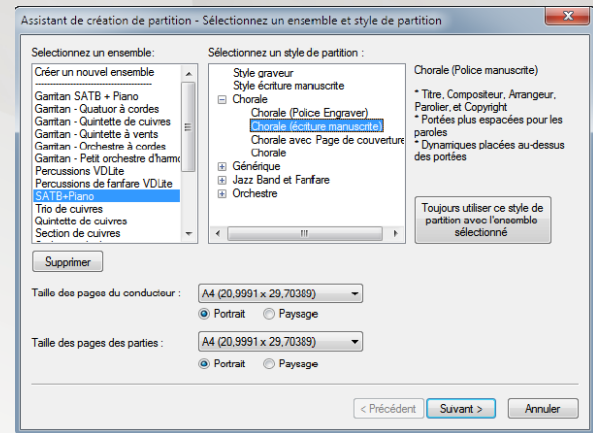 Assistant de création de partition - Sélectionnez un ensemble et style de partition
Selectionnez un ensemble:
Créer un nouvel ensemble
Garritan SATB + Piano
Garritan - Quatuor à cordes
Garritan - Quintette de cuivres
Garritan - Quintette à vents
Garritan - Orchestre à cordes
Garritan - Petit orchestre d'harmo
Percussions VDLite
Percussions de fanfare VDLite
SATB+Piano
Trio de cuivres
Quintette de cuivres
Section de cuivres
Supprimer
Sélectionnez un style de partition :
Style graveur
Style écriture manuscrite
Chorale
Chorale (Police Engraver)
Chorale (écriture manuscrite)
Chorale avec Page de couverture
Chorale
Générique
Jazz Band et Fanfare
Orchestre
Chorale (Police manuscrite)
* Titre, Compositeur, Arrangeur,
Parolier, et Copyright
* Portées plus espacées pour les
paroles
* Dynamiques placées au-dessus
des portées
Toujours utiliser ce style de
partition avec l'ensemble
sélectionné
Taille des pages du conducteur :
A4 (20,9991 x 29,70389)
Portrait Paysage
Taille des pages des parties :
A4 (20,9991 x 29,70389)
Portrait Paysage
< Précédent Suivant > Annuler